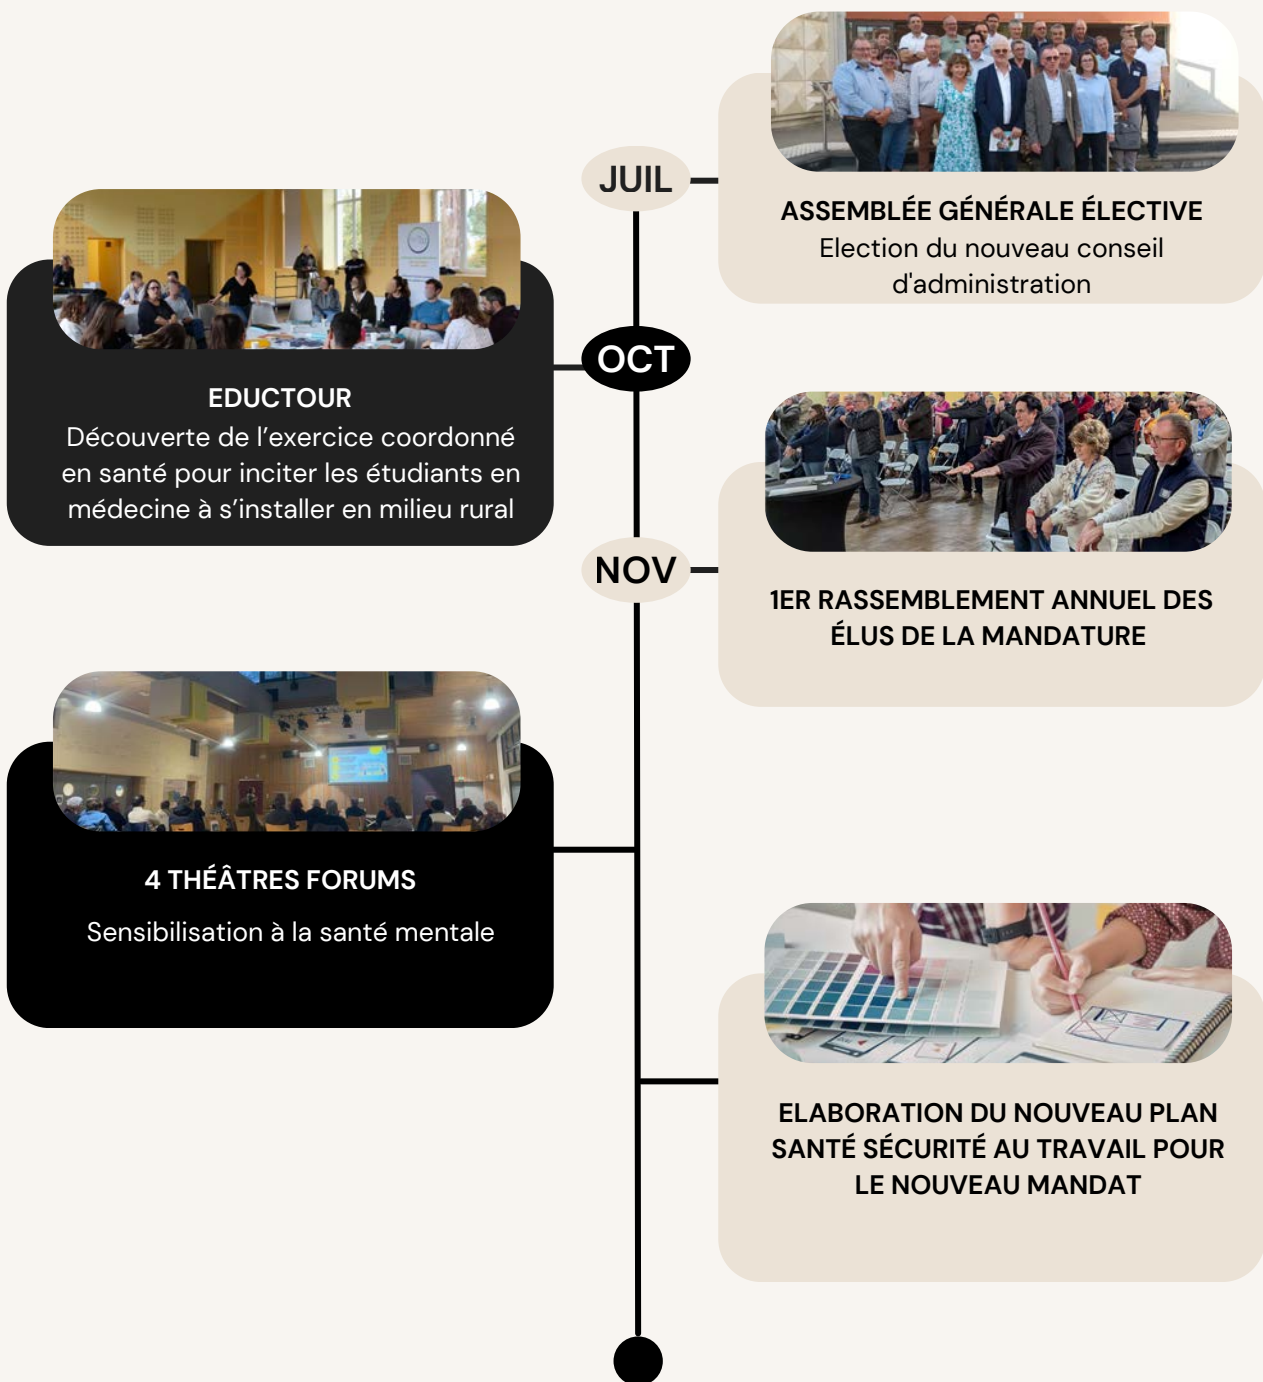 JUIL
ASSEMBLÉE GÉNÉRALE ÉLECTIVE
Election du nouveau conseil
d'administration
OCT
EDUCTOUR
Découverte de l’exercice coordonné
en santé pour inciter les étudiants en
médecine à s’installer en milieu rural
NOV
1ER RASSEMBLEMENT ANNUEL DES
ÉLUS DE LA MANDATURE
4 THÉÂTRES FORUMS
Sensibilisation à la santé mentale
ELABORATION DU NOUVEAU PLAN
SANTÉ SÉCURITÉ AU TRAVAIL POUR
LE NOUVEAU MANDAT